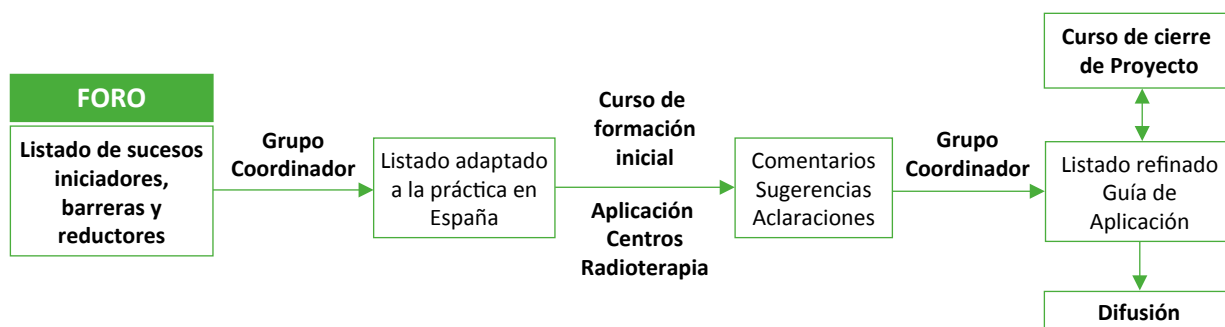 FORO
Listado de sucesos
iniciadores,
barreras y
reductores
Grupo
Coordinador
Listado adaptado
a la práctica en
España
Curso de
formación
inicial
Aplicación
Centros
Radioterapia
Comentarios
Sugerencias
Aclaraciones
Grupo
Coordinador
Curso de cierre
de Proyecto
Listado refinado
Guía de
Aplicación
Difusión